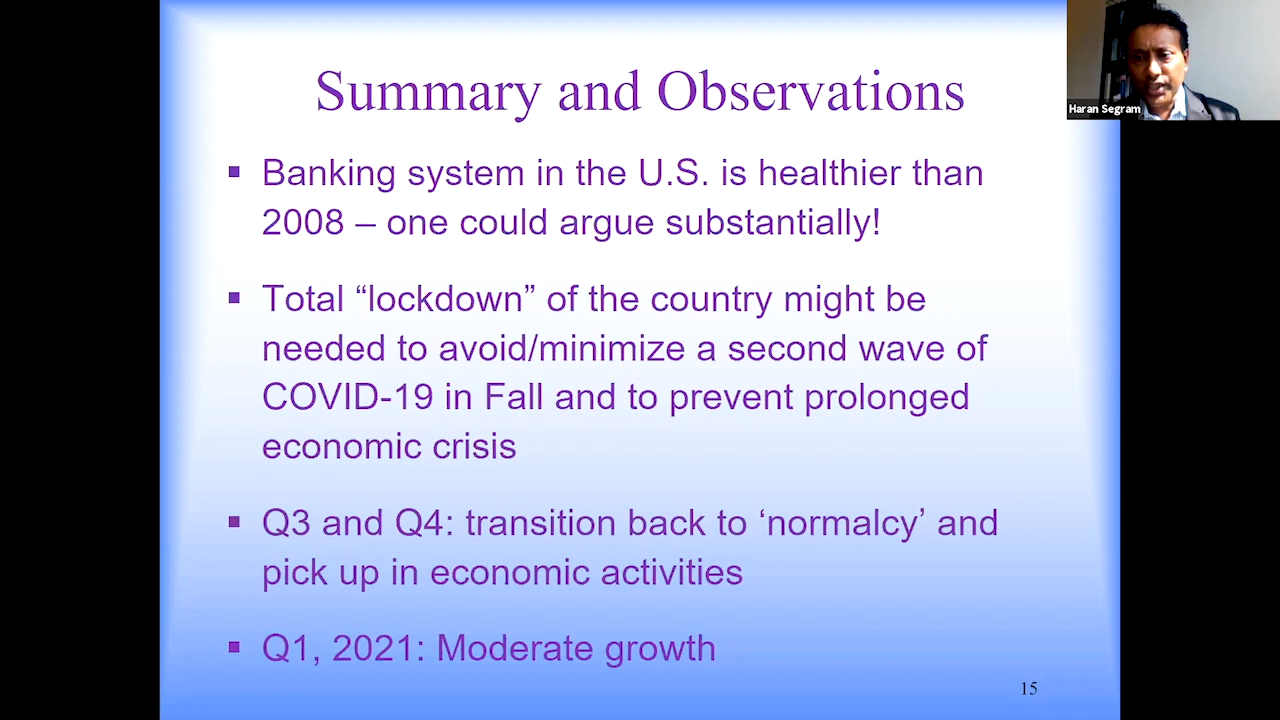 Summary and Observations
Haran Segram
▪ Banking system in the U.S. is healthier than
2008 – one could argue substantially!
▪ Total “lockdown” of the country might be
needed to avoid/minimize a second wave of
COVID-19 in Fall and to prevent prolonged
economic crisis
▪ Q3 and Q4: transition back to ‘normalcy’ and
pick up in economic activities
▪ Q1, 2021: Moderate growth
15